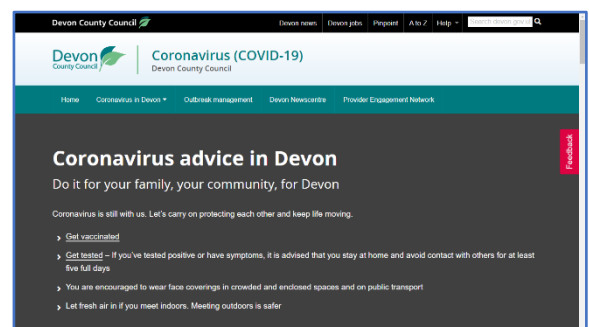 Devon County Council
Devon news Devon jobs Pinpoint A to Z Help
Search devon.gov.uk
Devon
County Council
Coronavirus (COVID-19)
Devon County Council
Home Coronavirus in Devon Outbreak management Devon Newscentre Provider Engagement Network
Feedback
Coronavirus advice in Devon
Do it for your family, your community, for Devon
Coronavirus is still with us. Let's carry on protecting each other and keep life moving.
Get vaccinated
Get tested – If you've tested positive or have symptoms, it is advised that you stay at home and avoid contact with others for at least
five full days
You are encouraged to wear face coverings in crowded and enclosed spaces and on public transport
Let fresh air in if you meet indoors. Meeting outdoors is safer